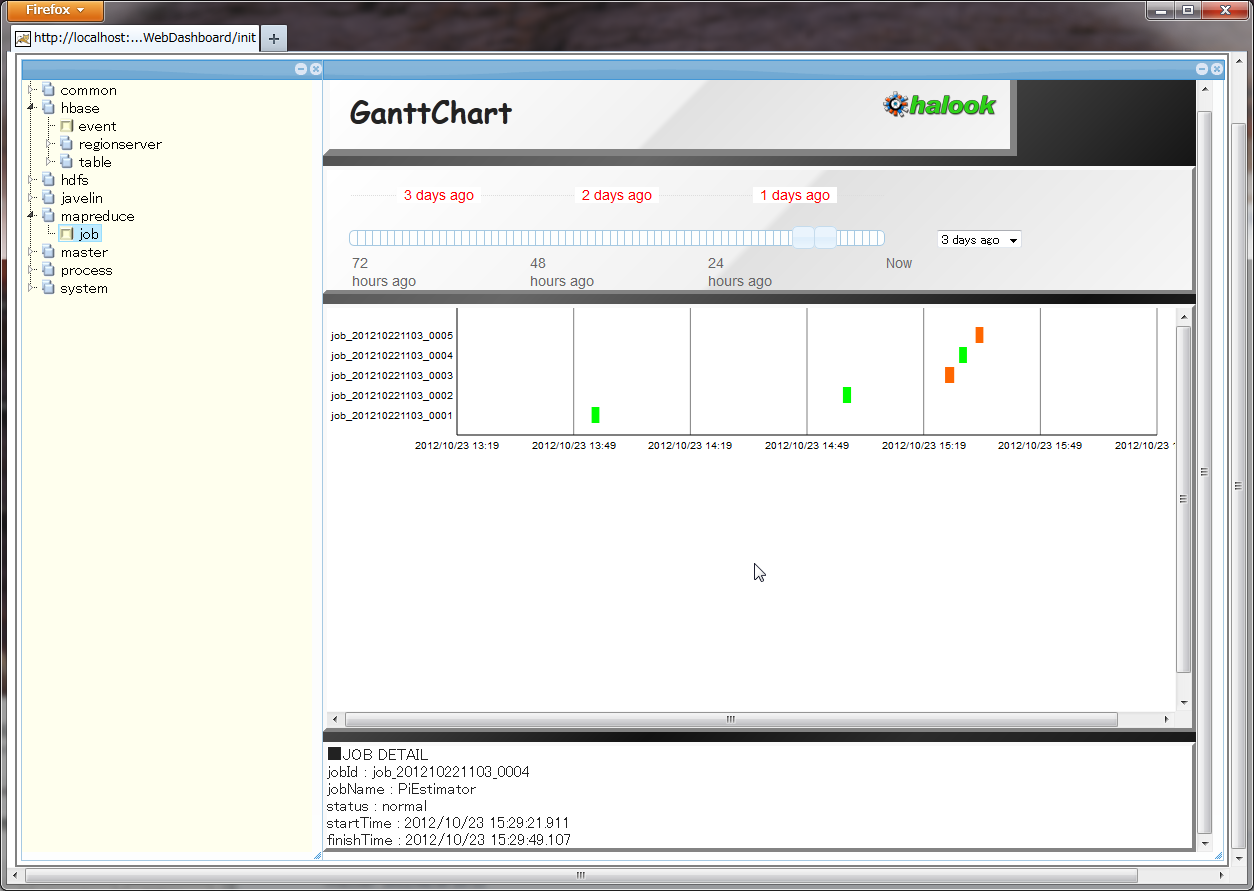 Firefox
http://localhost:...WebDashboard/init
common
hbase
event
regionserver
table
hdfs
javelin
mapreduce
job
master
process
system
GanttChart
halook
3 days ago
2 days ago
1 days ago
3 days ago
72
hours ago
48
hours ago
24
hours ago
Now
job_201210221103_0005
job_201210221103_0004
job_201210221103_0003
job_201210221103_0002
job_201210221103_0001
2012/10/23 13:19
2012/10/23 13:49
2012/10/23 14:19
2012/10/23 14:49
2012/10/23 15:19
2012/10/23 15:49
2012/10/23 1
■JOB DETAIL
jobId : job_201210221103_0004
jobName : PiEstimator
status : normal
startTime : 2012/10/23 15:29:21.911
finishTime : 2012/10/23 15:29:49.107